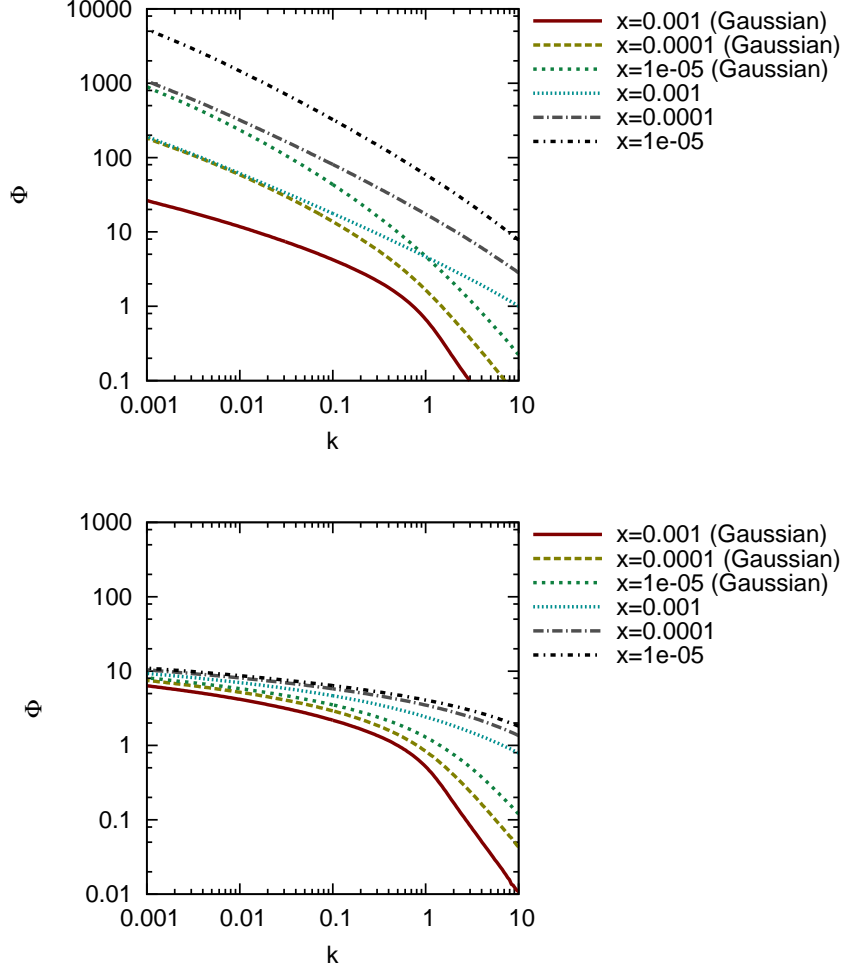 10000
1000
100
10
1
0.1
Φ
0.001 0.01 0.1 1 10
k
x=0.001 (Gaussian)
x=0.0001 (Gaussian)
x=1e-05 (Gaussian)
x=0.001
x=0.0001
x=1e-05
1000
100
10
1
0.1
0.01
Φ
0.001 0.01 0.1 1 10
k
x=0.001 (Gaussian)
x=0.0001 (Gaussian)
x=1e-05 (Gaussian)
x=0.001
x=0.0001
x=1e-05